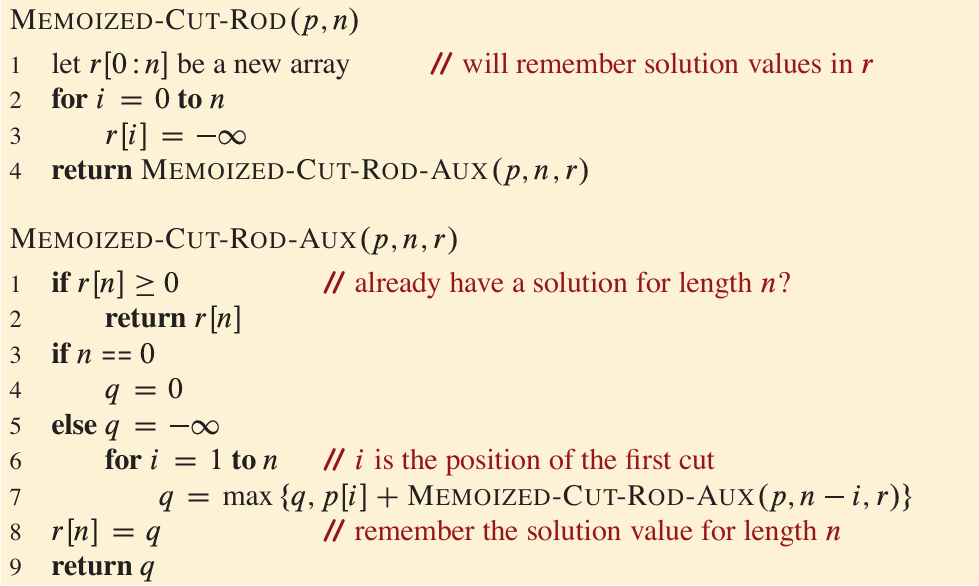 MEMOIZED-CUT-ROD(p, n)
1 let r[0 : n] be a new array // will remember solution values in r
2 for i = 0 to n
3 r[i] = −∞
4 return MEMOIZED-CUT-ROD-AUX(p, n, r)
MEMOIZED-CUT-ROD-AUX(p, n, r)
1 if r[n] ≥ 0 // already have a solution for length n?
2 return r[n]
3 if n == 0
4 q = 0
5 else q = −∞
6 for i = 1 to n // i is the position of the first cut
7 q = max {q, p[i] + MEMOIZED-CUT-ROD-AUX(p, n − i, r)}
8 r[n] = q // remember the solution value for length n
9 return q